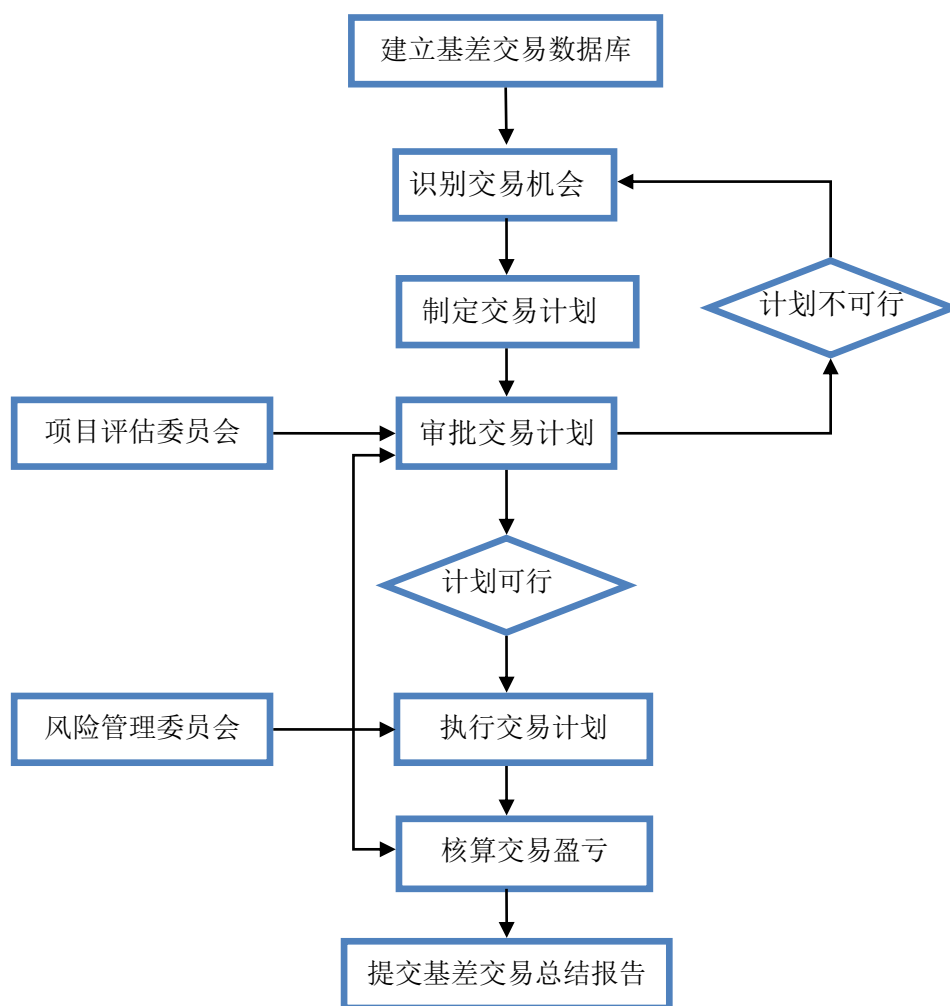 建立基差交易数据库
识别交易机会
制定交易计划
计划不可行
项目评估委员会
审批交易计划
计划可行
风险管理委员会
执行交易计划
核算交易盈亏
提交基差交易总结报告